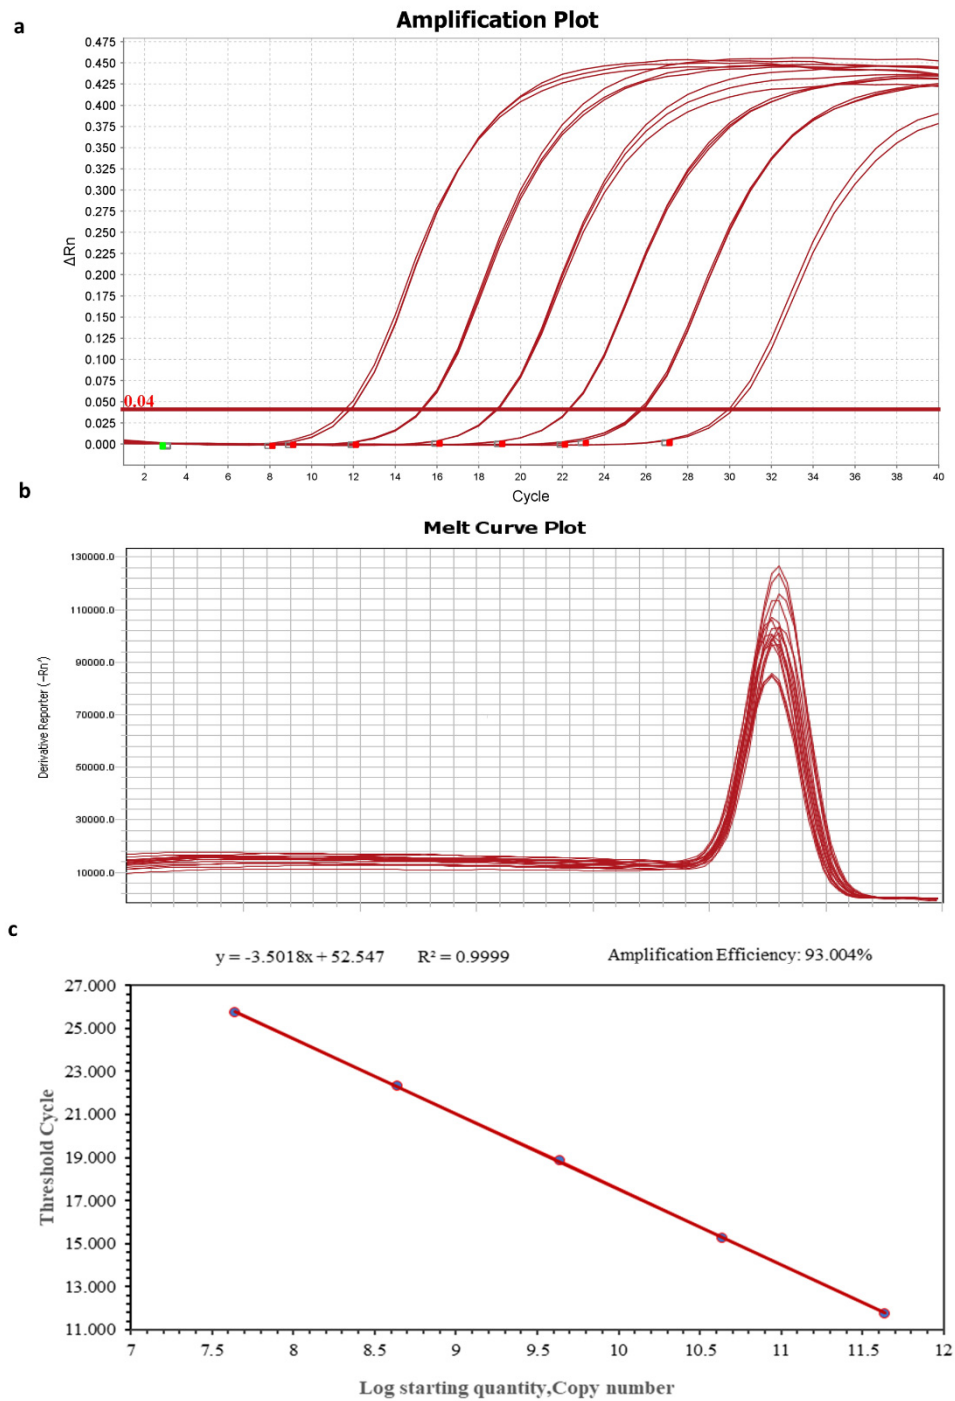 a
Amplification Plot
0.475
0.450
0.425
0.400
0.375
0.350
0.325
0.300
0.275
0.250
0.225
0.200
0.175
0.150
0.125
0.100
0.075
0.050
0.025
0.000
ΔRn
0.04
2 4 6 8 10 12 14 16 18 20 22 24 26 28 30 32 34 36 38 40
Cycle
b
Melt Curve Plot
130000.0
110000.0
90000.0
70000.0
50000.0
30000.0
10000.0
Derivative Reporter (-Rn')
c
y = -3.5018x + 52.547 R² = 0.9999 Amplification Efficiency: 93.004%
27.000
25.000
23.000
21.000
19.000
17.000
15.000
13.000
11.000
Threshold Cycle
7 7.5 8 8.5 9 9.5 10 10.5 11 11.5 12
Log starting quantity,Copy number